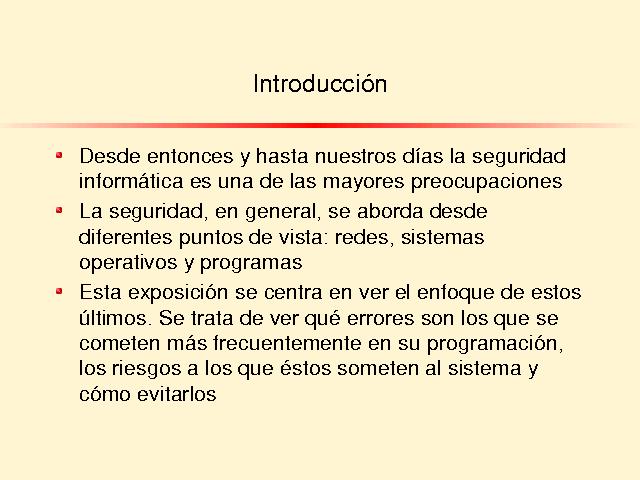 Introducción
Desde entonces y hasta nuestros días la seguridad
informática es una de las mayores preocupaciones
La seguridad, en general, se aborda desde
diferentes puntos de vista: redes, sistemas
operativos y programas
Esta exposición se centra en ver el enfoque de estos
últimos. Se trata de ver qué errores son los que se
cometen más frecuentemente en su programación,
los riesgos a los que éstos someten al sistema y
cómo evitarlos